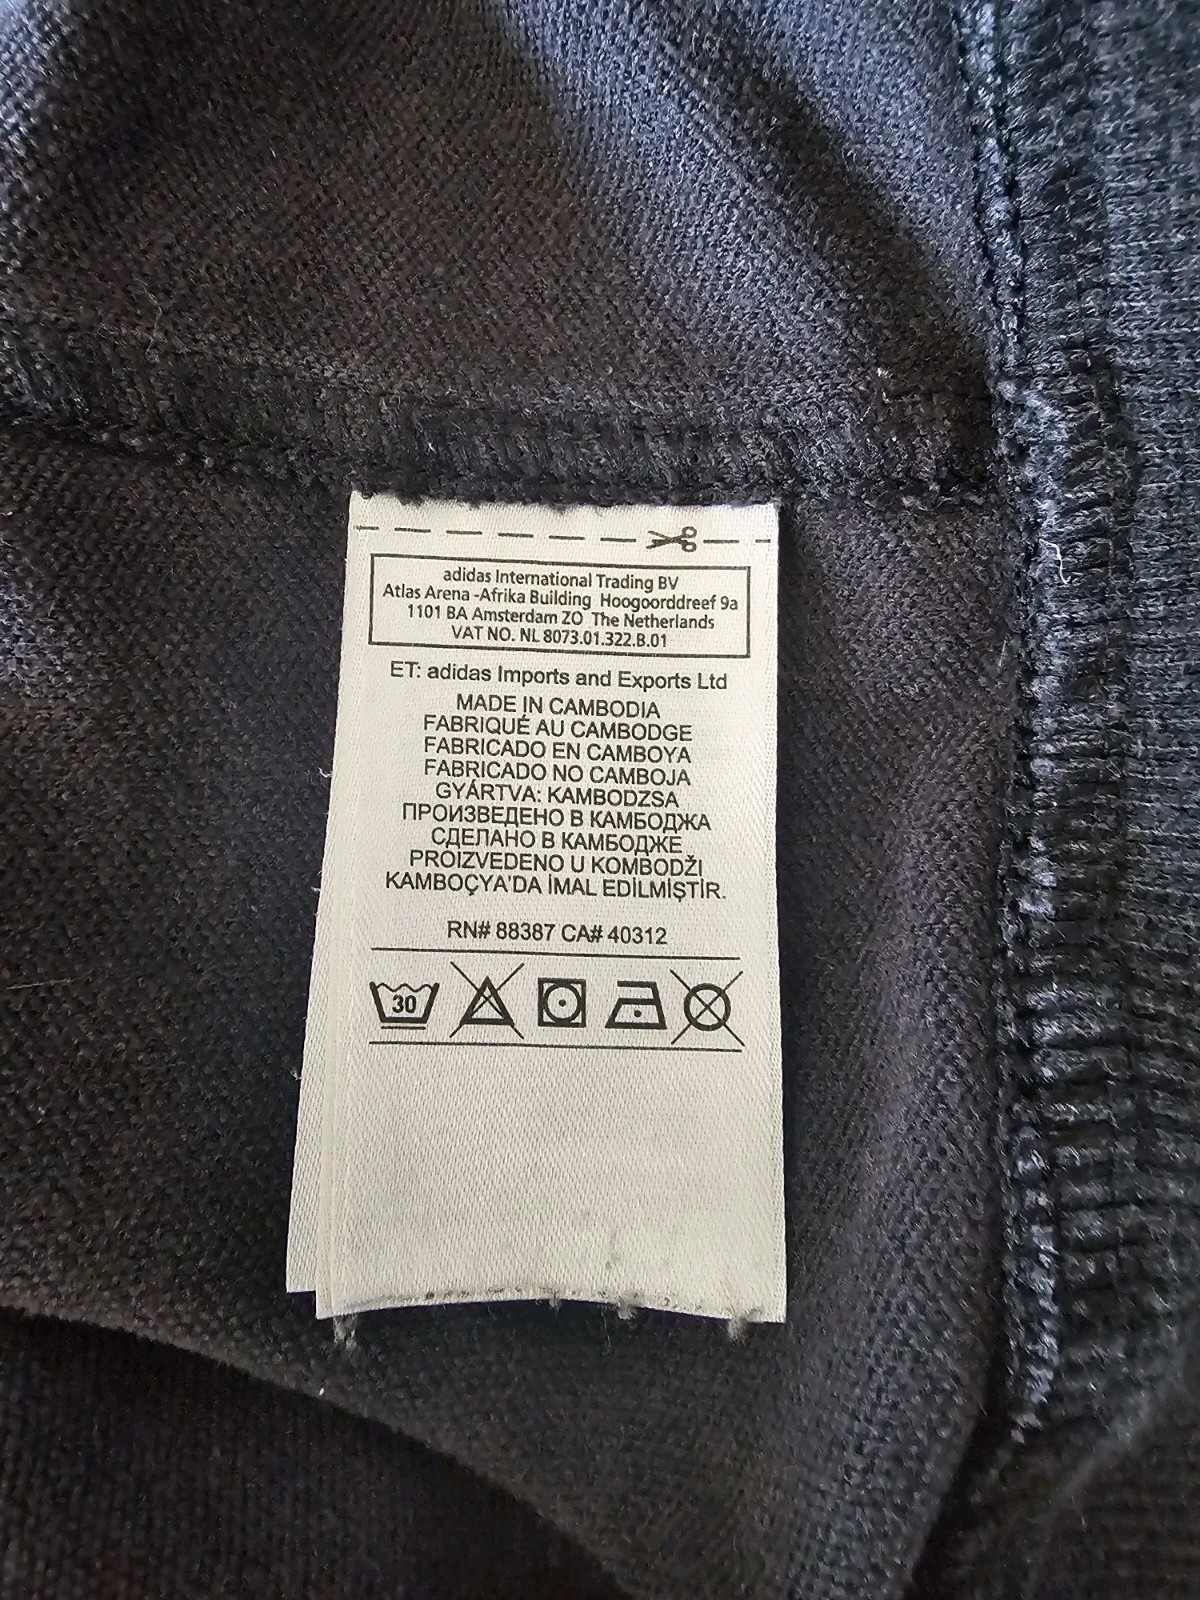 adidas International Trading BV
Atlas Arena -Afrika Building Hoogoorddreef 9a
1101 BA Amsterdam ZO The Netherlands
VAT NO. NL 8073.01.322.B.01
ET: adidas Imports and Exports Ltd
MADE IN CAMBODIA
FABRIQUÉ AU CAMBODGE
FABRICADO EN CAMBOYA
FABRICADO NO CAMBOJA
GYÁRTVA: KAMBODZSA
ПРОИЗВЕДЕНО В КАМБОДЖА
СДЕЛАНО В КАМБОДЖЕ
PROIZVEDENO U KOMBODŽI
KAMBOÇYA'DA İMAL EDİLMİŞTİR.
RN# 88387 CA# 40312
30